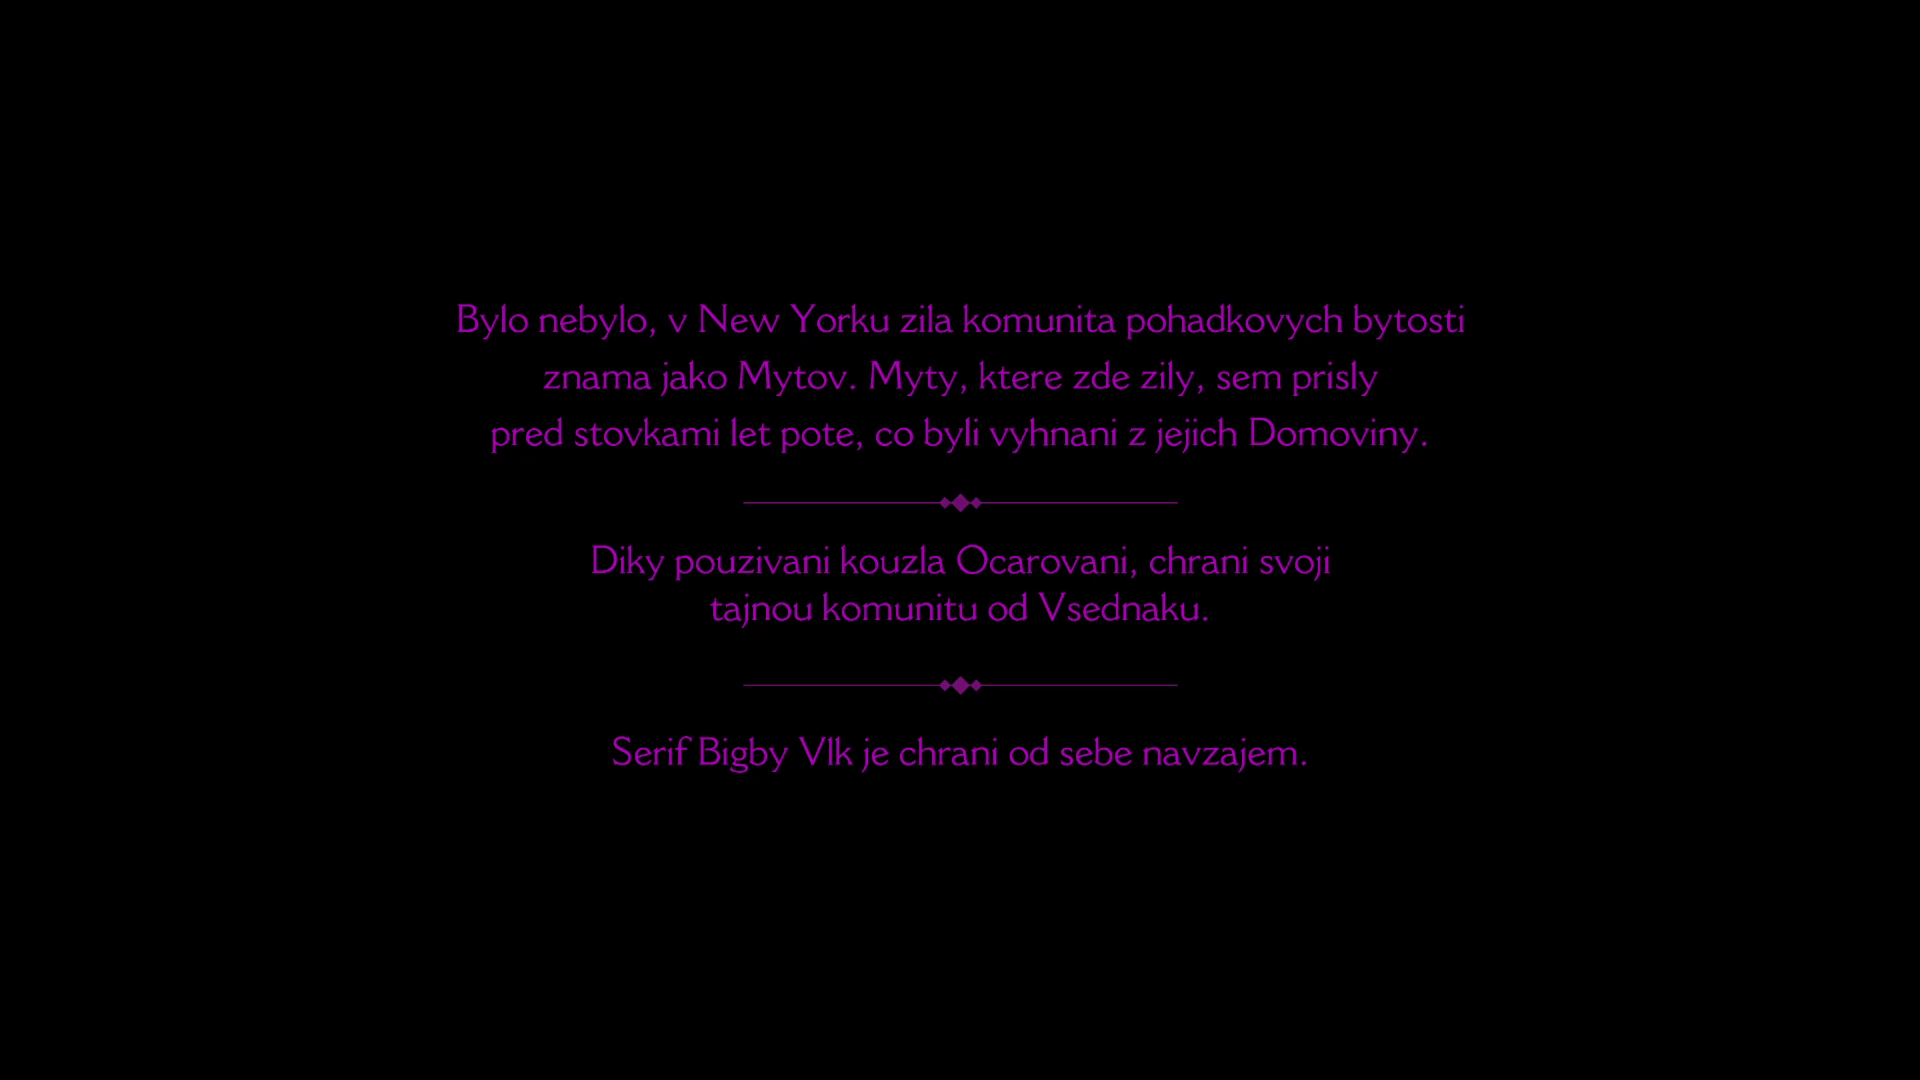 Bylo nebylo, v New Yorku zila komunita pohadkovych bytosti
znama jako Mytov. Myty, ktere zde zily, sem prisly
pred stovkami let pote, co byli vyhnani z jejich Domoviny.
Diky pouzivani kouzla Ocarovani, chrani svoji
tajnou komunitu od Vsednaku.
Serif Bigby Vlk je chrani od sebe navzajem.